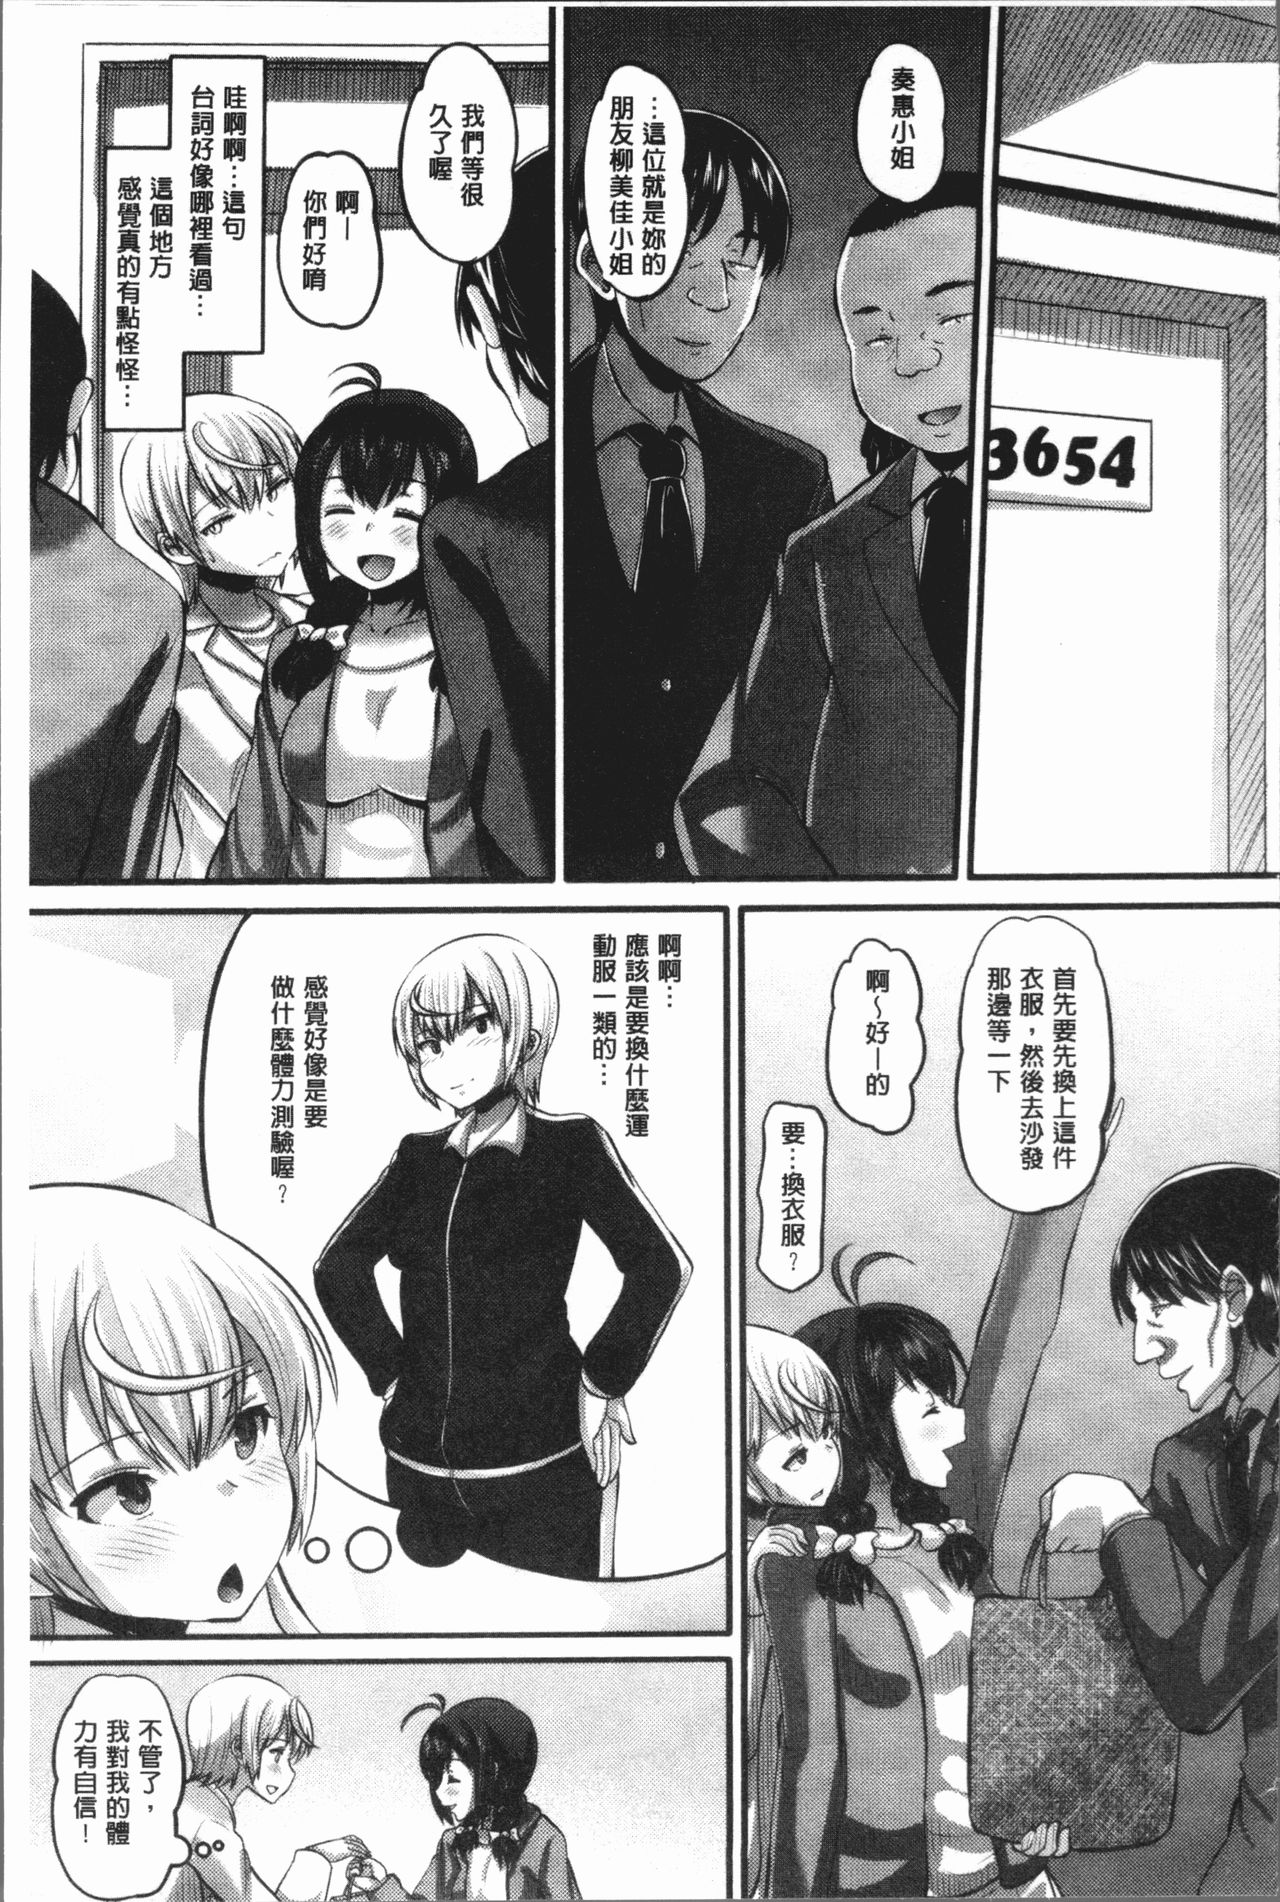 3654
奏惠小姐
…這位就是妳的
朋友柳美佳小姐
我們等很
久了喔
啊—
你們好唷
哇啊啊…這句
台詞好像哪裡看過…
這個地方
感覺真的有點怪怪…
首先要先換上這件
衣服，然後去沙發
那邊等一下
啊～好—的
要…換衣服？
啊啊…
應該是要換什麼運
動服一類的…
感覺好像是要
做什麼體力測驗喔？
不管了，
我對我的體
力有自信！